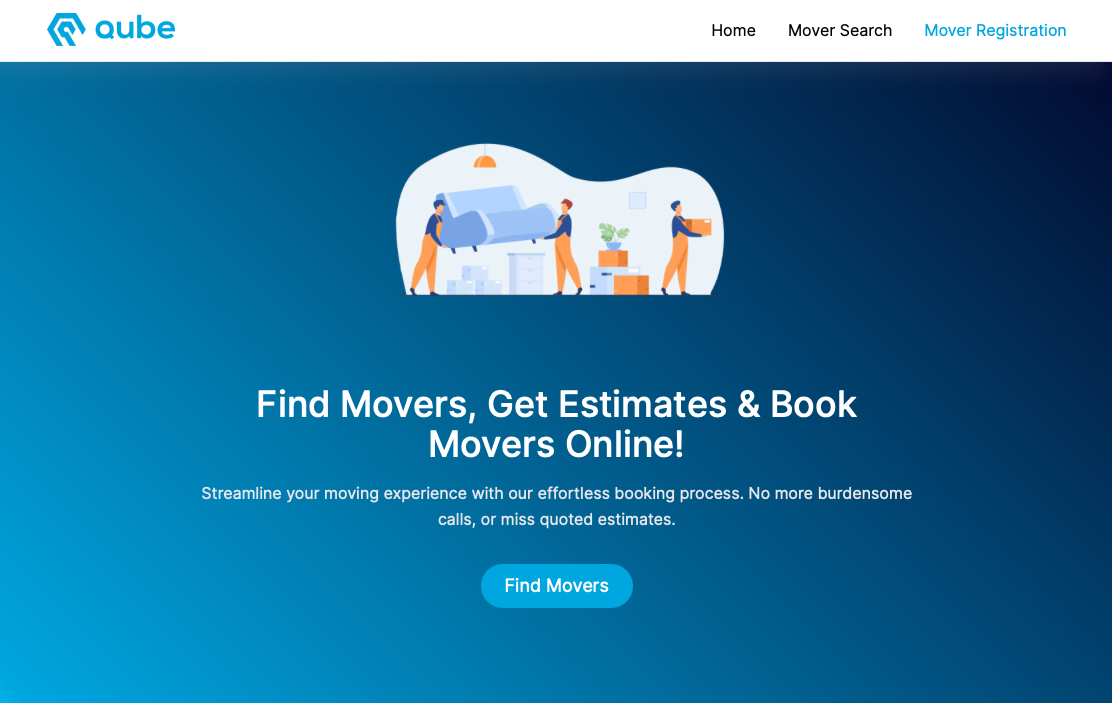 qube
Home Mover Search Mover Registration
Find Movers, Get Estimates & Book
Movers Online!
Streamline your moving experience with our effortless booking process. No more burdensome
calls, or miss quoted estimates.
Find Movers